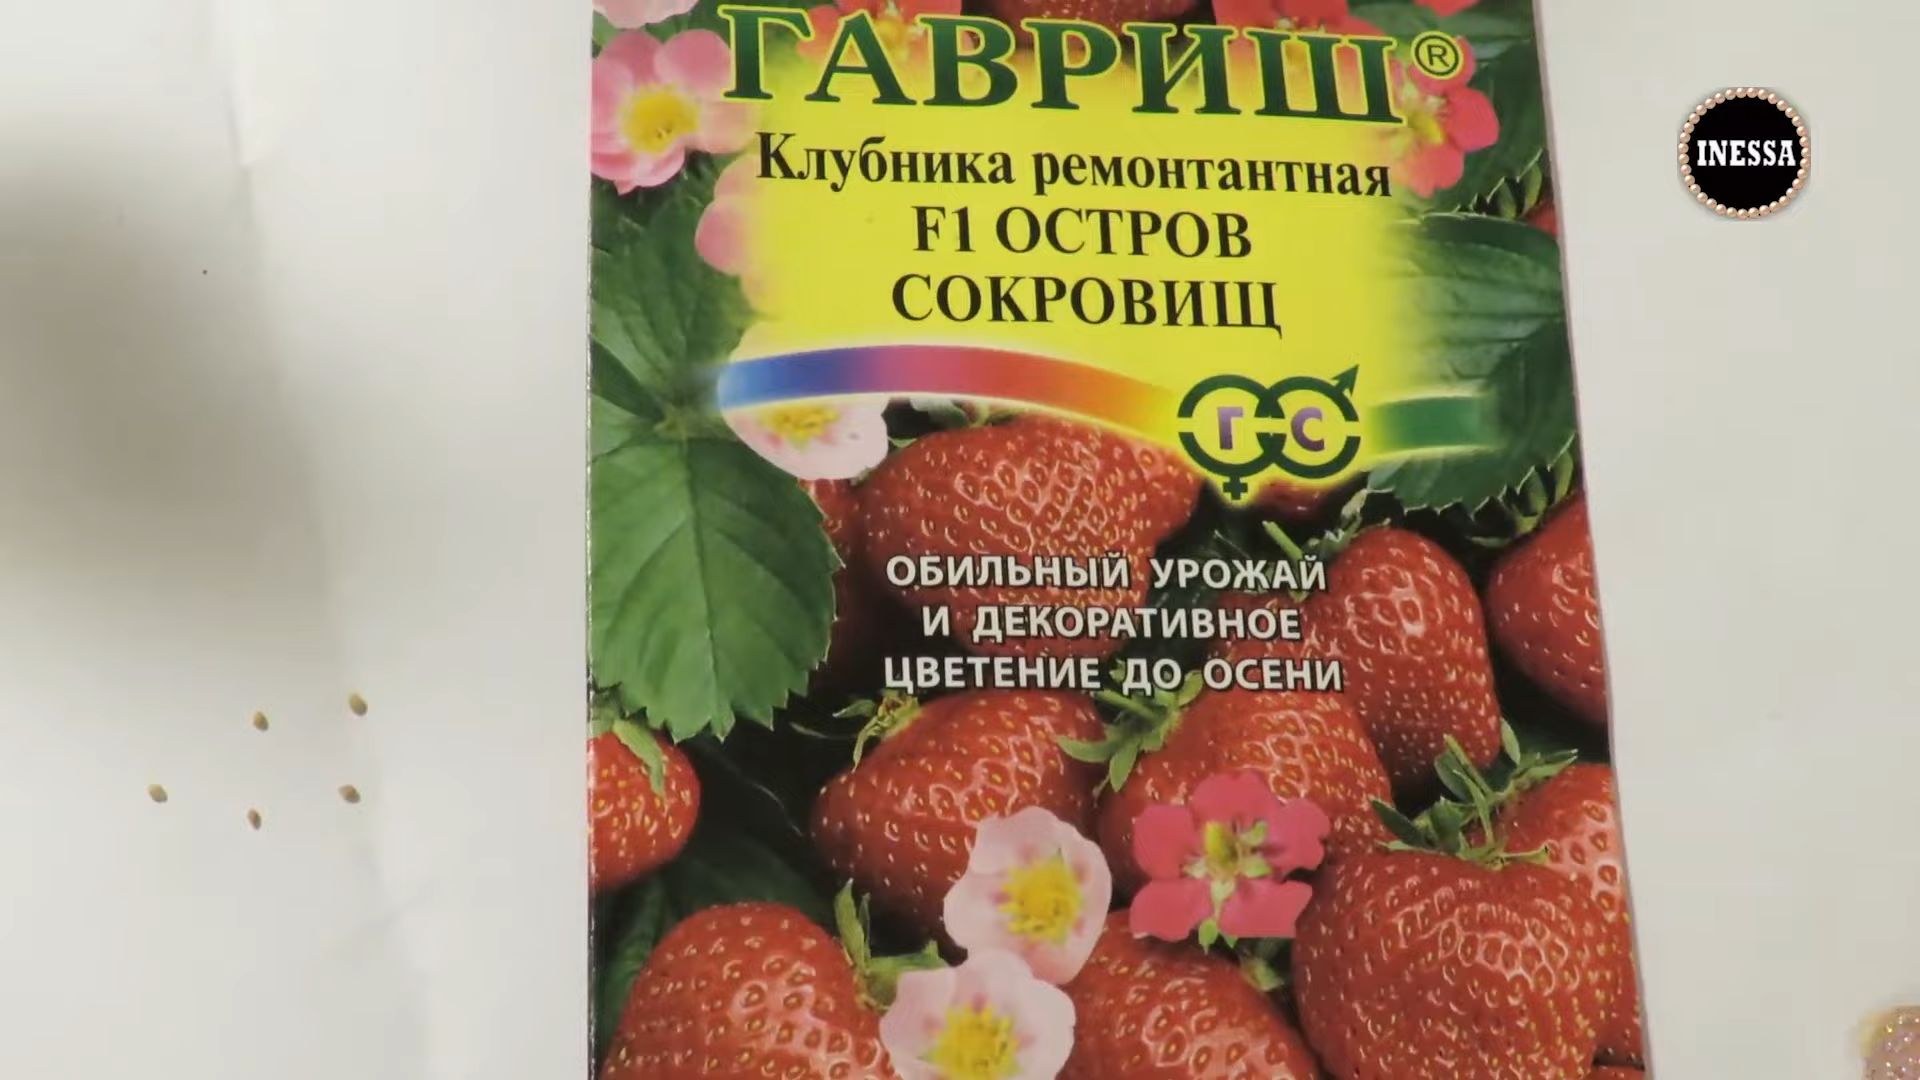 ГАВРИШ®
INESSA
Клубника ремонтантная
F1 ОСТРОВ
СОКРОВИЩ
Г С
ОБИЛЬНЫЙ УРОЖАЙ
И ДЕКОРАТИВНОЕ
ЦВЕТЕНИЕ ДО ОСЕНИ